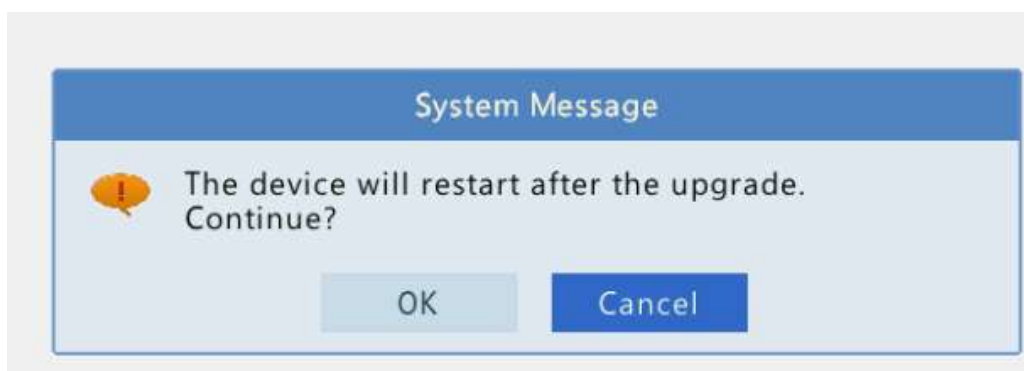 System Message
The device will restart after the upgrade.
Continue?
OK
Cancel